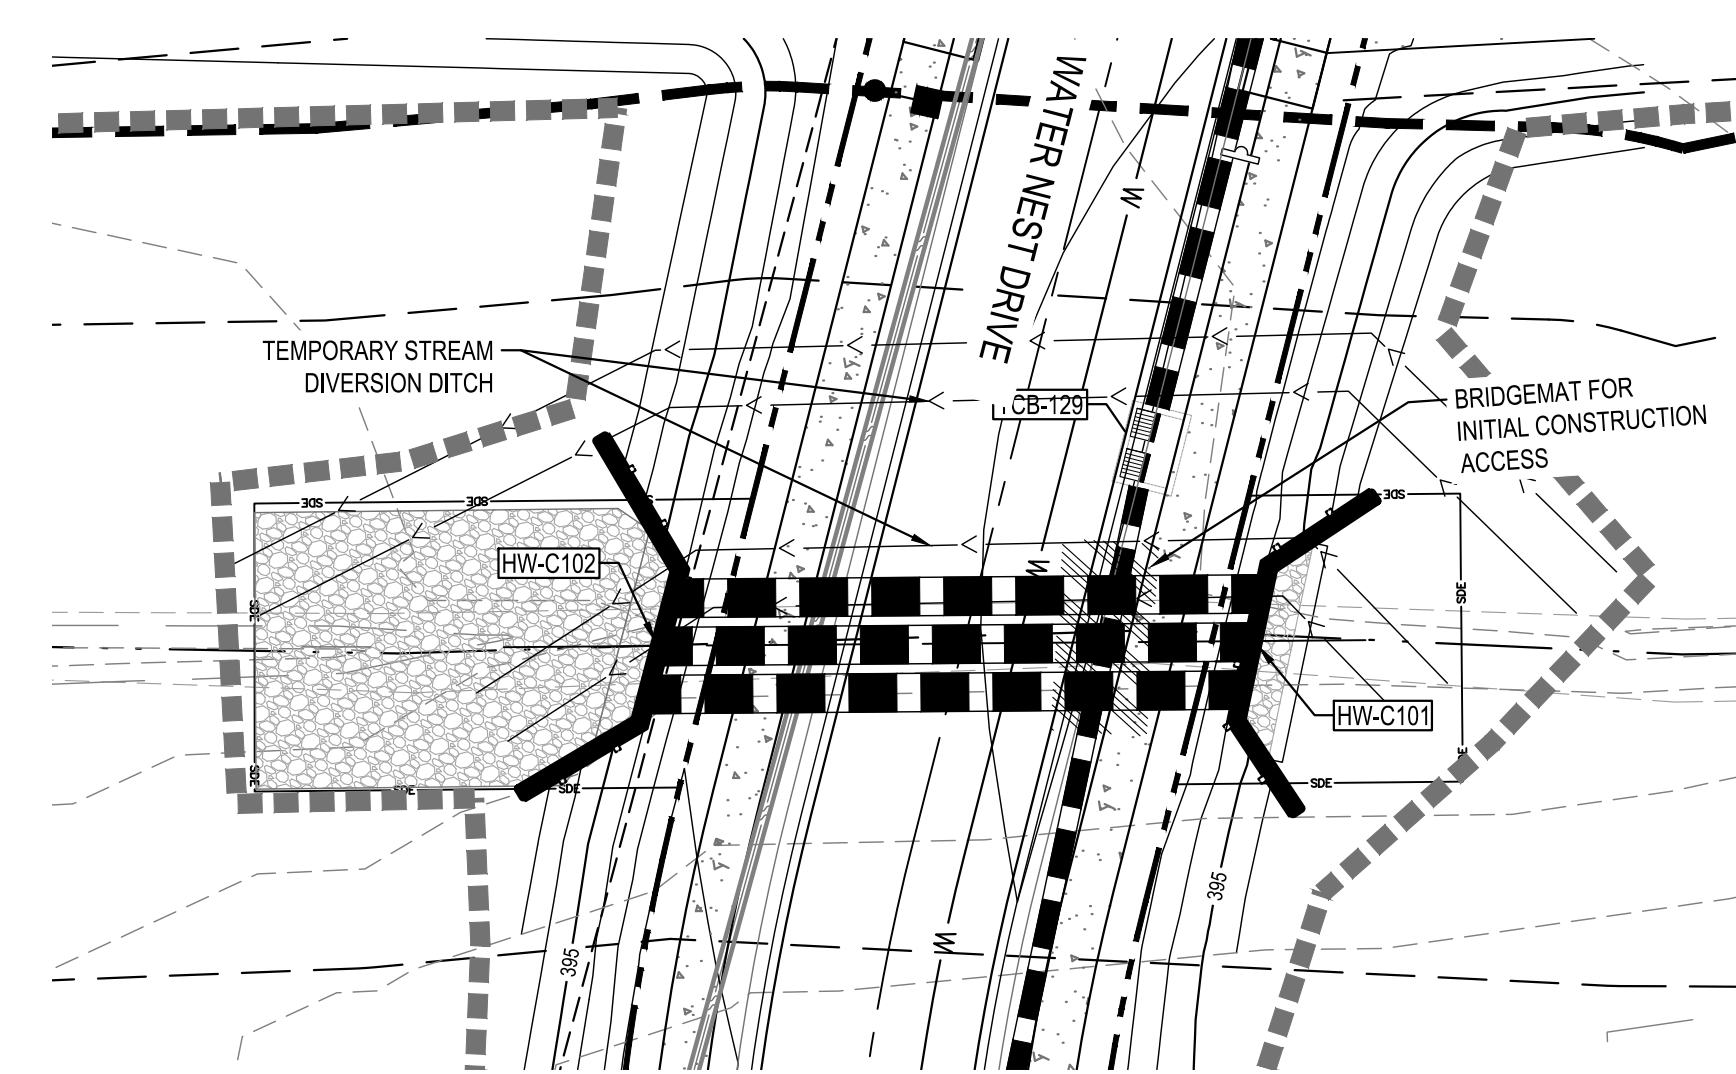 WATER NEST DRIVE
W
TEMPORARY STREAM
DIVERSION DITCH
CB-129
BRIDGEMAT FOR
INITIAL CONSTRUCTION
ACCESS
SDE
SDE
SDE
HW-C102
W
SDE
SDE
HW-C101
SDE
SDE
SDE
SDE
SDE
395
395
W